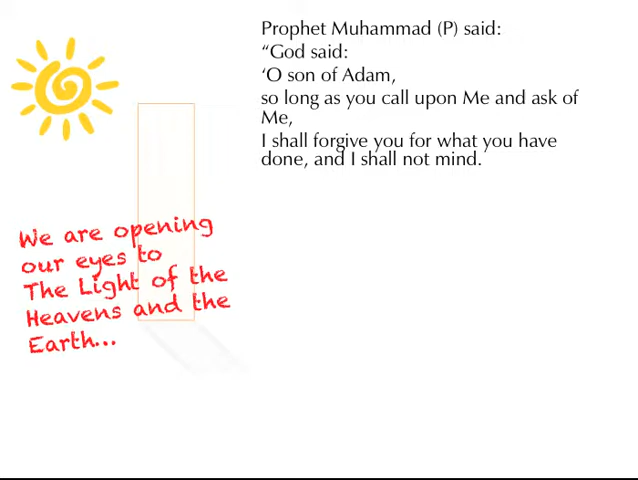 Prophet Muhammad (P) said:
“God said:
‘O son of Adam,
so long as you call upon Me and ask of
Me,
I shall forgive you for what you have
done, and I shall not mind.
We are opening
our eyes to
The Light of the
Heavens and the
Earth...